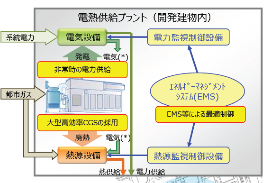 電熱供給プラント（開発建物内）
系統電力
電気設備
電力監視制御設備
発電
電気(*)
非常時の電力供給
都市ガス
エネルギーマネジメント
システム(EMS)
EMS等による最適制御
大型高効率CGSの採用
廃熱
電気(*)
熱源設備
熱源監視制御設備
熱供給
電力供給